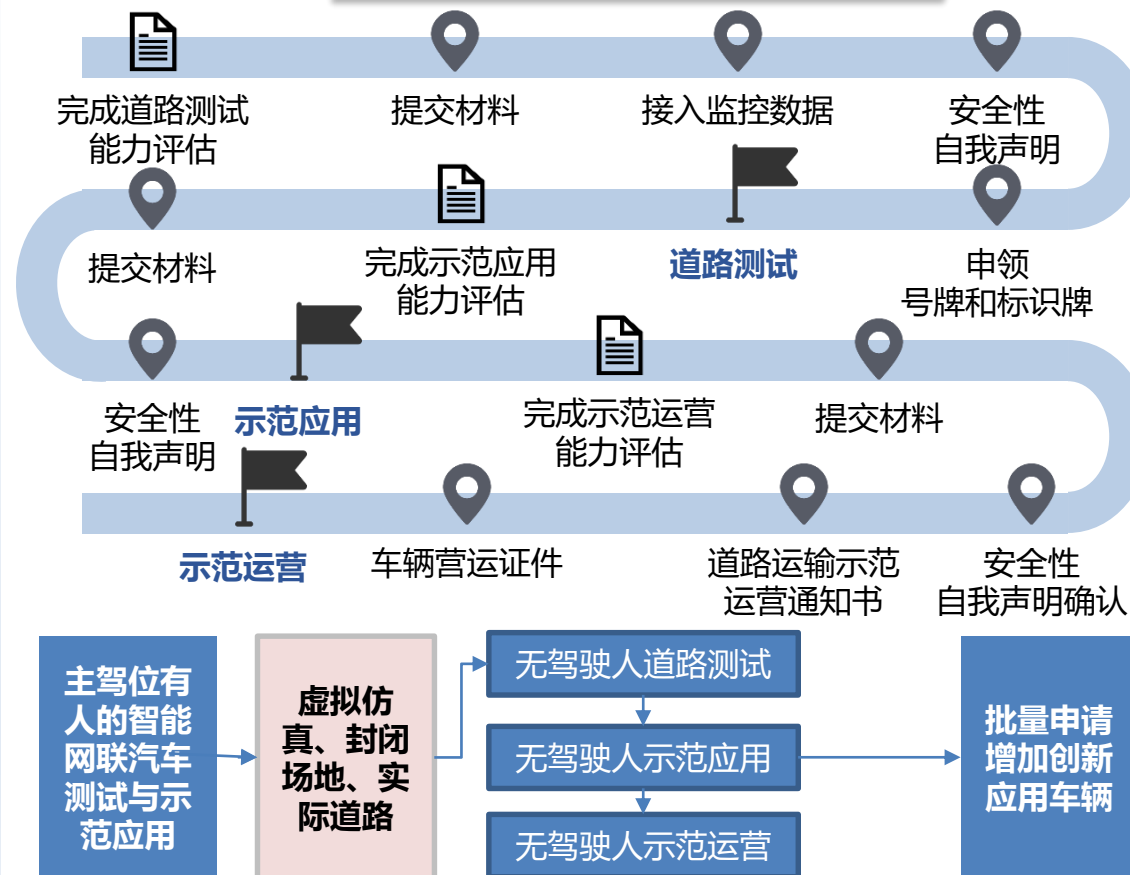 完成道路测试
能力评估
提交材料
接入监控数据
安全性
自我声明
提交材料
完成示范应用
能力评估
道路测试
申领
号牌和标识牌
安全性
自我声明
示范应用
完成示范运营
能力评估
提交材料
示范运营
车辆营运证件
道路运输示范
运营通知书
安全性
自我声明确认
主驾位有
人的智能
网联汽车
测试与示
范应用
虚拟仿
真、封闭
场地、实
际道路
无驾驶人道路测试
无驾驶人示范应用
无驾驶人示范运营
批量申请
增加创新
应用车辆